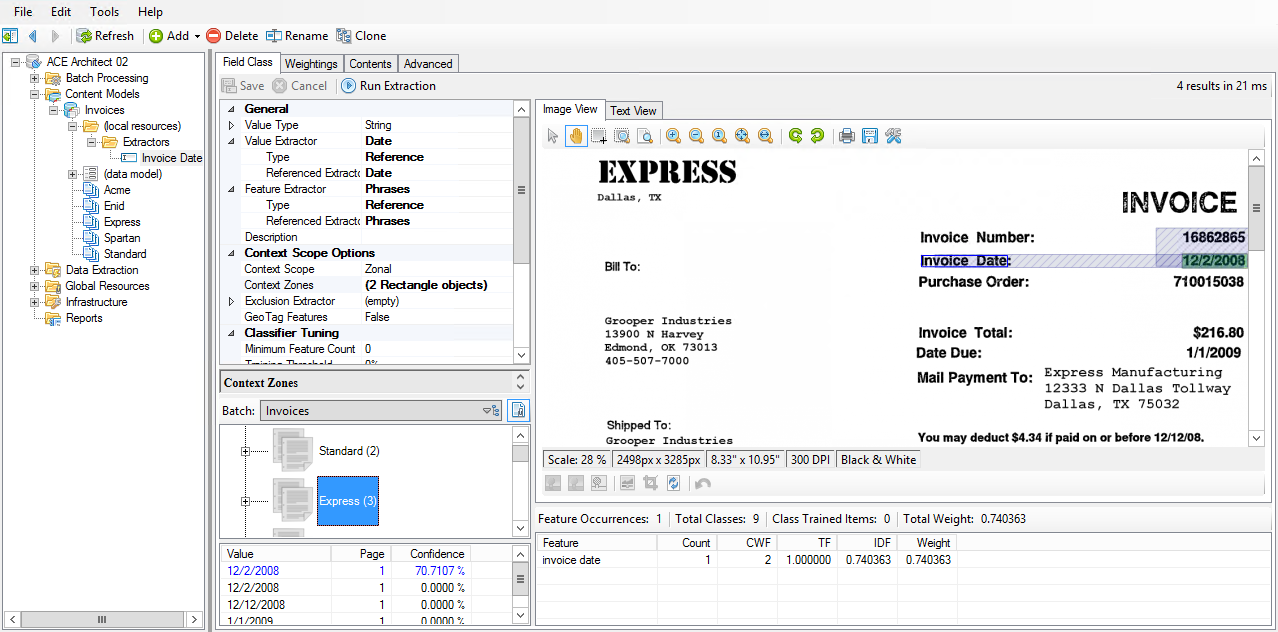 File Edit Tools Help
Refresh Add Delete Rename Clone
ACE Architect 02
Batch Processing
Content Models
Invoices
(local resources)
Extractors
Invoice Date
(data model)
Acme
Enid
Express
Spartan
Standard
Data Extraction
Global Resources
Infrastructure
Reports
Field Class Weightings Contents Advanced
Save Cancel Run Extraction
4 results in 21 ms
General
Value Type String
Value Extractor Date
Type Reference
Referenced Extractc Date
Feature Extractor Phrases
Type Reference
Referenced Extractc Phrases
Description
Context Scope Options
Context Scope Zonal
Context Zones (2 Rectangle objects)
Exclusion Extractor (empty)
GeoTag Features False
Classifier Tuning
Minimum Feature Count 0
Training Threshold 0%
Context Zones
Batch: Invoices
Standard (2)
Express (3)
Value Page Confidence
12/2/2008 1 70.7107 %
12/2/2008 1 0.0000 %
12/12/2008 1 0.0000 %
1/1/2009 1 0.0000 %
Image View Text View
EXPRESS
Dallas, TX
INVOICE
Invoice Number: 16862865
Invoice Date: 12/2/2008
Purchase Order: 710015038
Bill To:
Grooper Industries
13900 N Harvey
Edmond, OK 73013
405-507-7000
Invoice Total: $216.80
Date Due: 1/1/2009
Mail Payment To: Express Manufacturing
12333 N Dallas Tollway
Dallas, TX 75032
Shipped To:
Grooper Industries
You may deduct $4.34 if paid on or before 12/12/08.
Scale: 28 % 2498px x 3285px 8.33" x 10.95" 300 DPI Black & White
Feature Occurrences: 1 Total Classes: 9 Class Trained Items: 0 Total Weight: 0.740363
Feature Count CWF TF IDF Weight
invoice date 1 2 1.000000 0.740363 0.740363